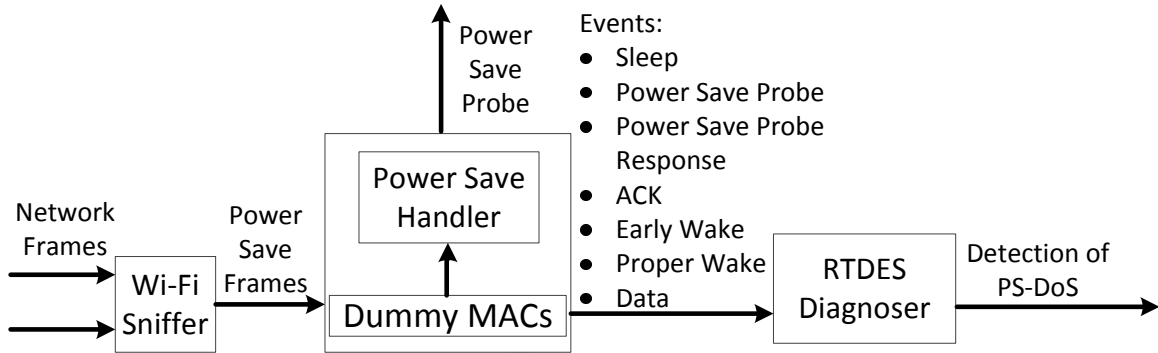 Network
Frames
Wi-Fi
Sniffer
Power
Save
Frames
Power
Save
Probe
Power Save
Handler
Dummy MACs
Events:
● Sleep
● Power Save Probe
● Power Save Probe
Response
● ACK
● Early Wake
● Proper Wake
● Data
RTDES
Diagnoser
Detection of
PS-DoS